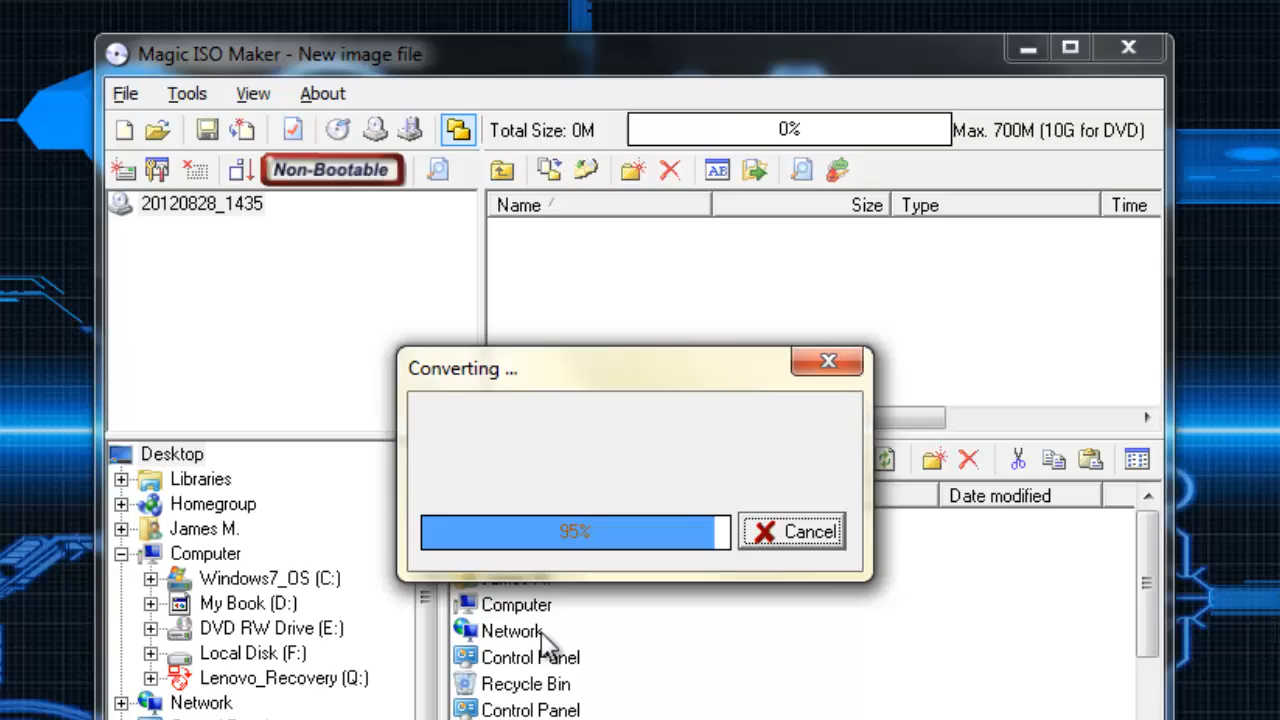 Magic ISO Maker - New image file
File Tools View About
Total Size: 0M 0% Max. 700M (10G for DVD)
Non-Bootable
20120828_1435
Name Size Type Time
Converting ...
95% Cancel
Desktop
Libraries
Homegroup
James M.
Computer
Windows7_OS (C:)
My Book (D:)
DVD RW Drive (E:)
Local Disk (F:)
Lenovo_Recovery (Q:)
Network
Date modified
Computer
Network
Control Panel
Recycle Bin
Control Panel